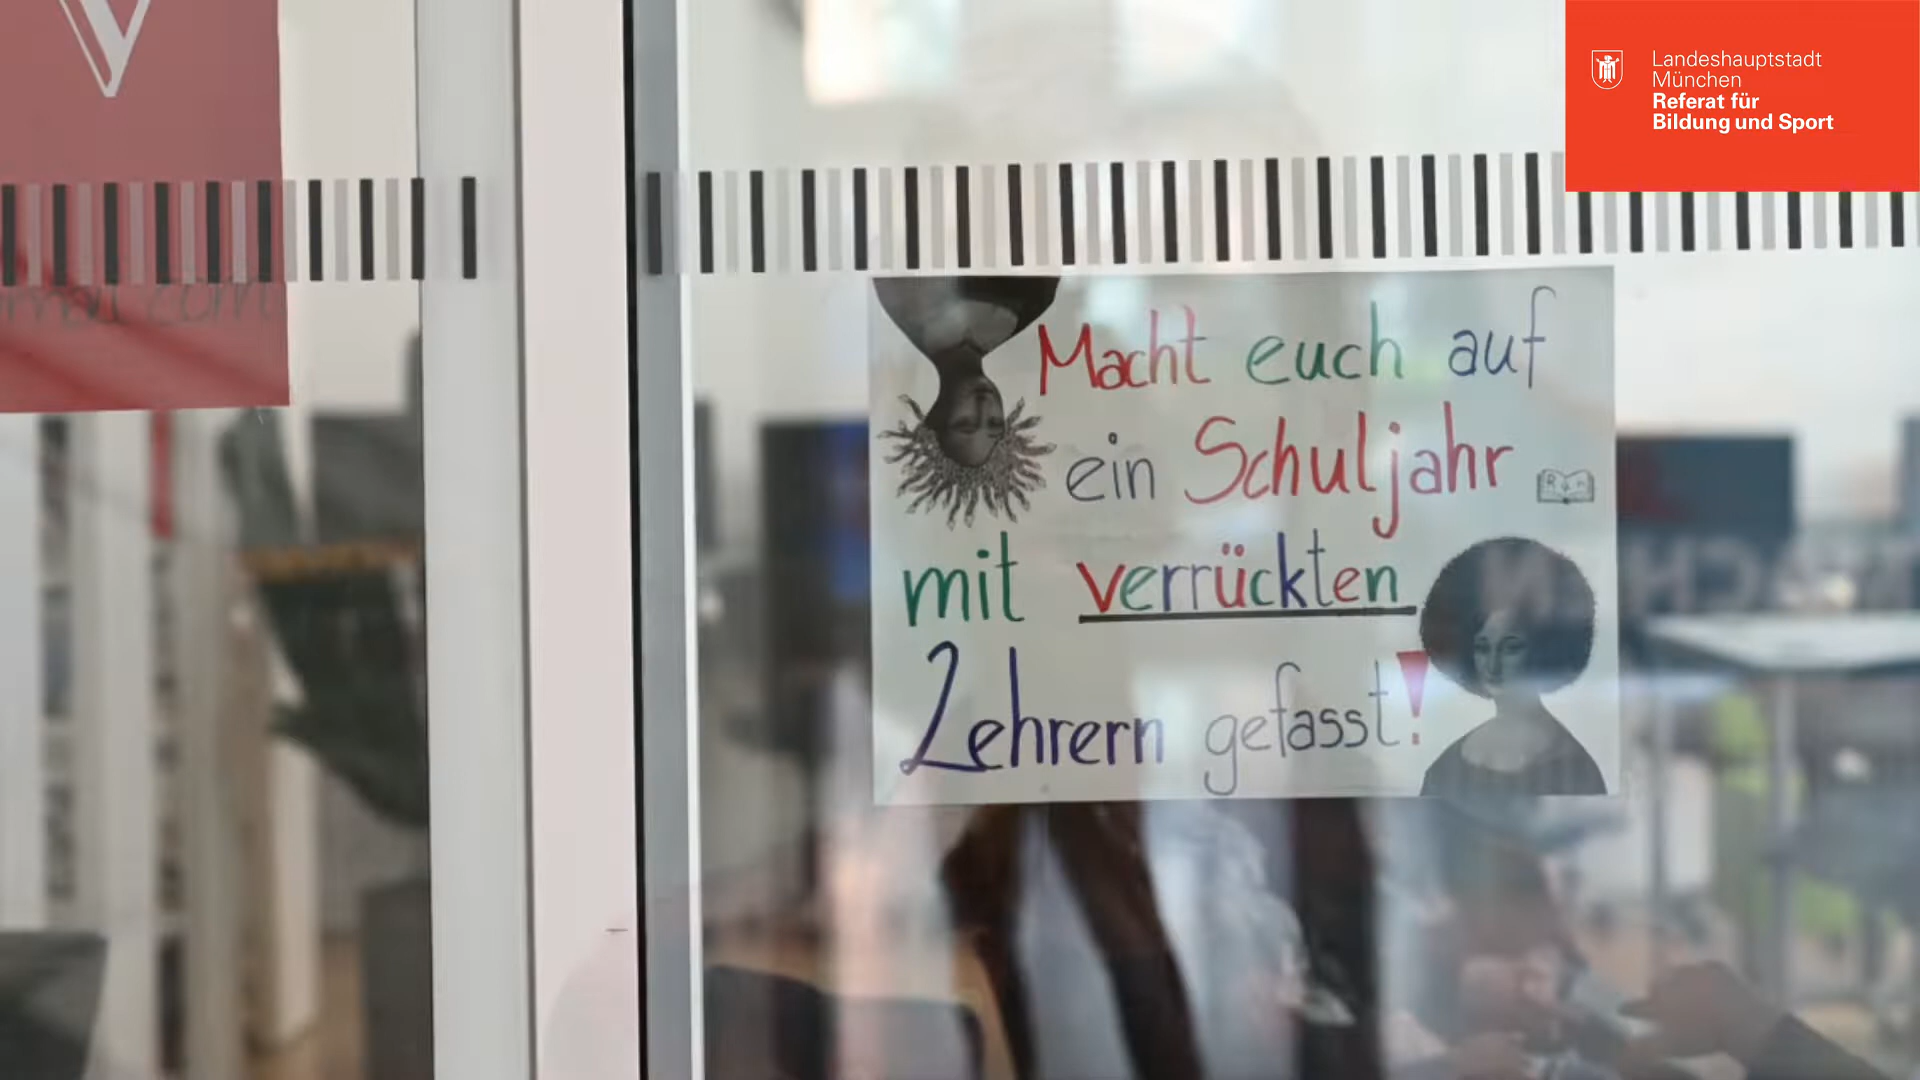 Landeshauptstadt
München
Referat für
Bildung und Sport
Macht euch auf
ein Schuljahr
mit verrückten
Lehrern gefasst!